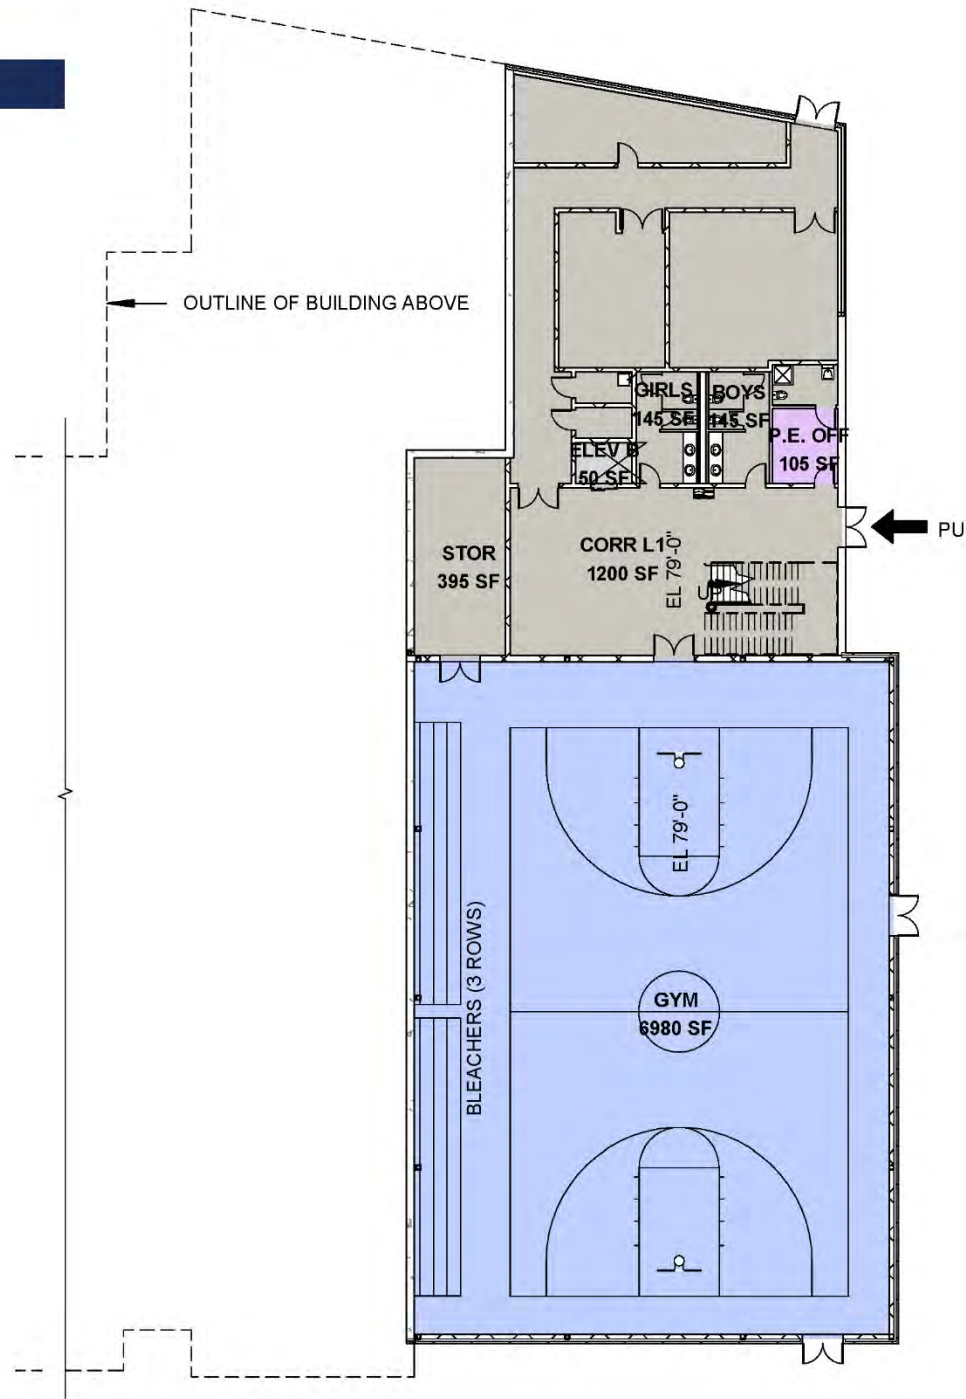 OUTLINE OF BUILDING ABOVE
GIRLS
145 SF
BOYS
145 SF
P.E. OFF
105 SF
ELEV B
50 SF
STOR
395 SF
CORR L1
1200 SF
EL 79'-0"
PU
EL 79'-0"
BLEACHERS (3 ROWS)
GYM
6980 SF